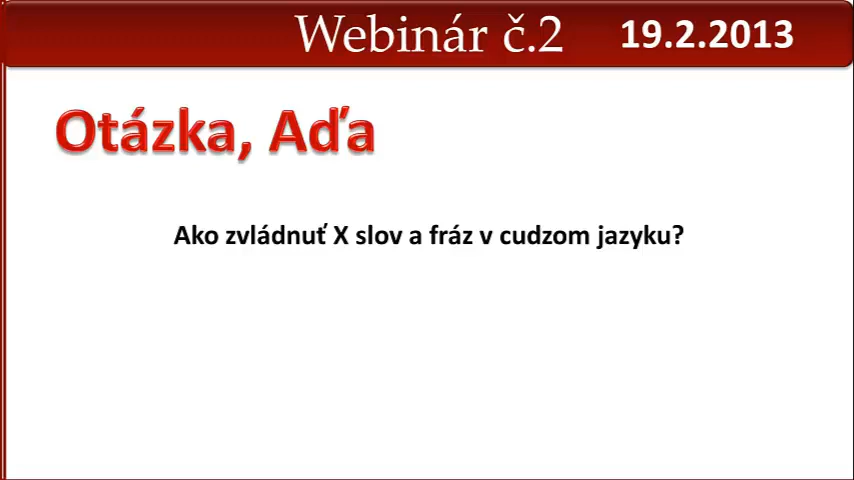 Webinár č.2 19.2.2013
Otázka, Aďa
Ako zvládnuť X slov a fráz v cudzom jazyku?